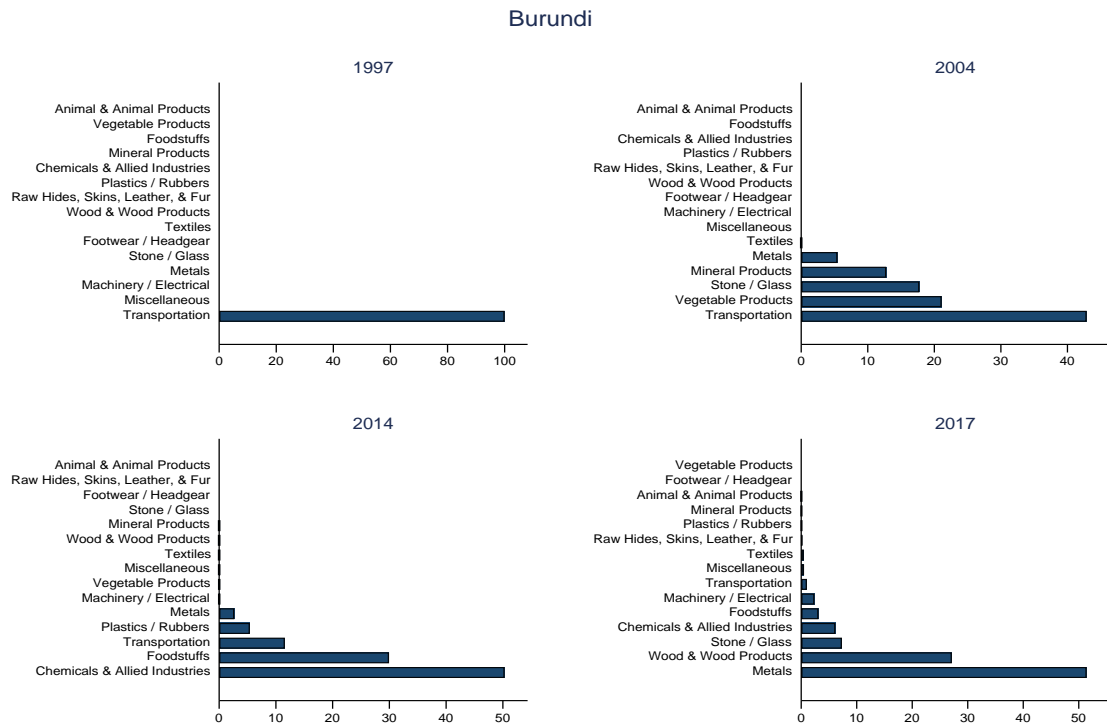 Burundi
1997
Animal & Animal Products
Vegetable Products
Foodstuffs
Mineral Products
Chemicals & Allied Industries
Plastics / Rubbers
Raw Hides, Skins, Leather, & Fur
Wood & Wood Products
Textiles
Footwear / Headgear
Stone / Glass
Metals
Machinery / Electrical
Miscellaneous
Transportation
0 20 40 60 80 100
2004
Animal & Animal Products
Foodstuffs
Chemicals & Allied Industries
Plastics / Rubbers
Raw Hides, Skins, Leather, & Fur
Wood & Wood Products
Footwear / Headgear
Machinery / Electrical
Miscellaneous
Textiles
Metals
Mineral Products
Stone / Glass
Vegetable Products
Transportation
0 10 20 30 40
2014
Animal & Animal Products
Raw Hides, Skins, Leather, & Fur
Footwear / Headgear
Stone / Glass
Mineral Products
Wood & Wood Products
Textiles
Miscellaneous
Vegetable Products
Machinery / Electrical
Metals
Plastics / Rubbers
Transportation
Foodstuffs
Chemicals & Allied Industries
0 10 20 30 40 50
2017
Vegetable Products
Footwear / Headgear
Animal & Animal Products
Mineral Products
Plastics / Rubbers
Raw Hides, Skins, Leather, & Fur
Textiles
Miscellaneous
Transportation
Machinery / Electrical
Foodstuffs
Chemicals & Allied Industries
Stone / Glass
Wood & Wood Products
Metals
0 10 20 30 40 50